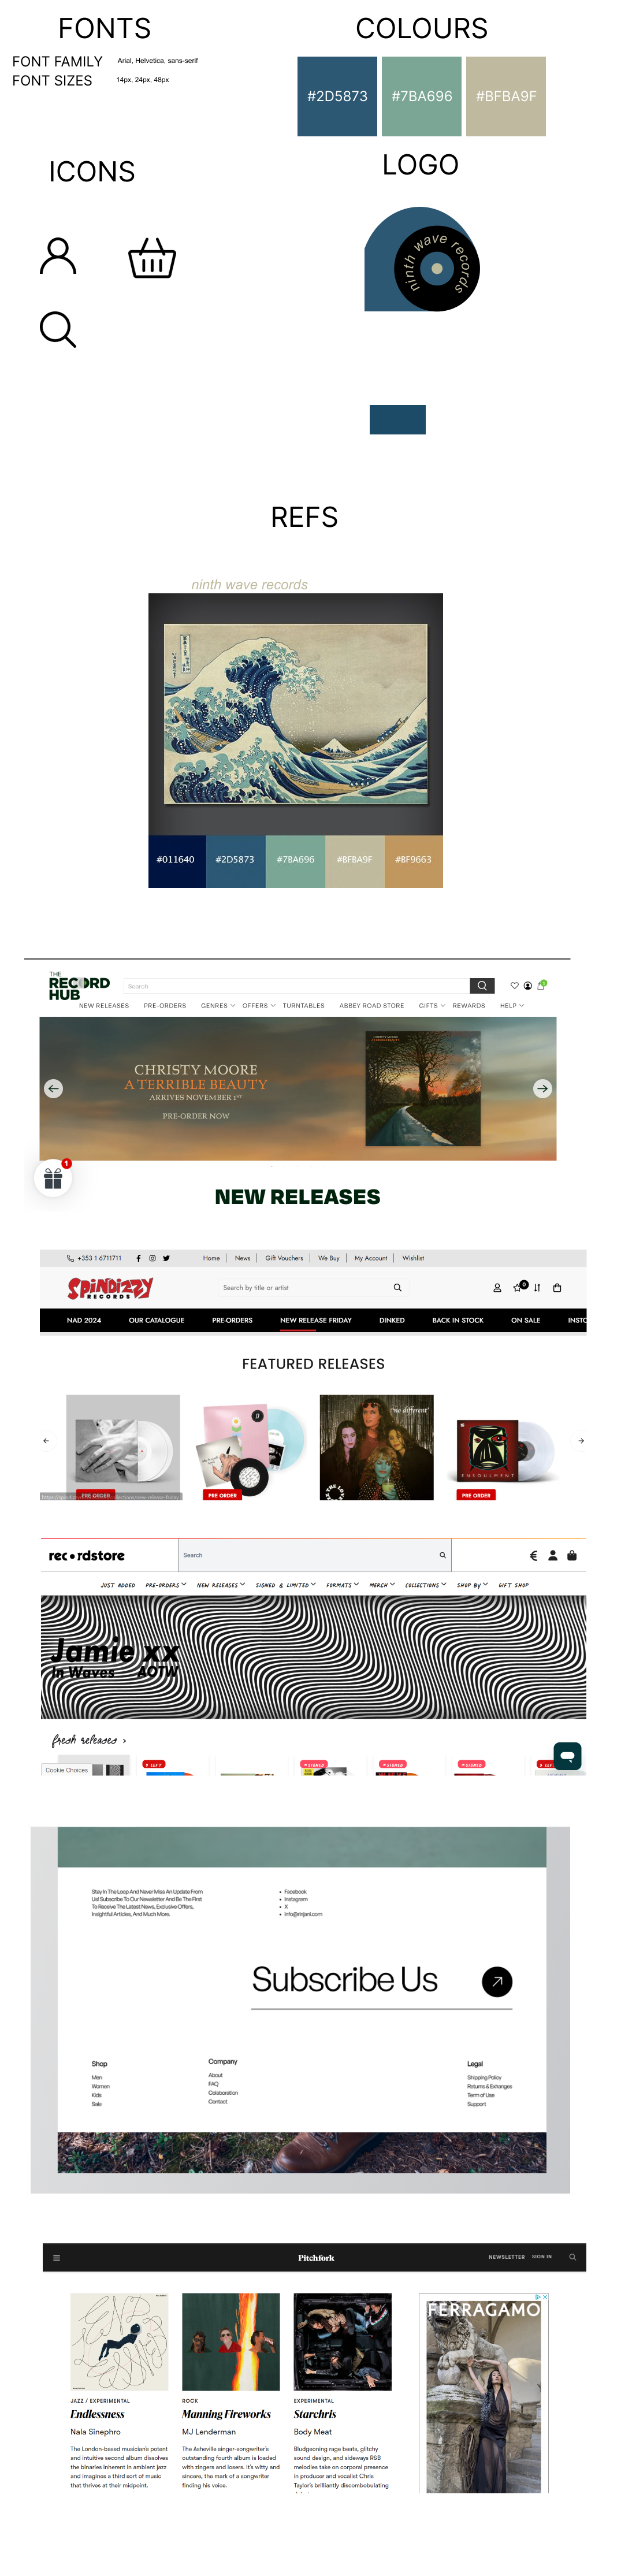 FONTS
COLOURS
FONT FAMILY
Arial, Helvetica, sans-serif
FONT SIZES
14px, 24px, 48px
#2D5873
#7BA696
#BFBA9F
ICONS
LOGO
ninth wave records
REFS
ninth wave records
#011640
#2D5873
#7BA696
#BFBA9F
#BF9663
THE
RECORD
HUB
Search
1
NEW RELEASES PRE-ORDERS GENRES OFFERS TURNTABLES ABBEY ROAD STORE GIFTS REWARDS HELP
CHRISTY MOORE
A TERRIBLE BEAUTY
ARRIVES NOVEMBER 1ST
PRE-ORDER NOW
1
NEW RELEASES
+353 1 6711711
Home News Gift Vouchers We Buy My Account Wishlist
SPINDIZZY
RECORDS
Search by title or artist
0
NAD 2024 OUR CATALOGUE PRE-ORDERS NEW RELEASE FRIDAY DINKED BACK IN STOCK ON SALE INSTO
FEATURED RELEASES
'no different'
ENSOULMENT
PRE ORDER
PRE ORDER
PRE ORDER
recordstore
Search
€
JUST ADDED PRE-ORDERS NEW RELEASES SIGNED & LIMITED FORMATS MERCH COLLECTIONS SHOP BY GIFT SHOP
Jamie xx
In Waves AOTW
fresh releases ›
Cookie Choices
LEFT
SIGNED
SIGNED
SIGNED
Stay In The Loop And Never Miss An Update From
Us! Subscribe To Our Newsletter And Be The First
To Receive The Latest News, Exclusive Offers,
Insightful Articles, And Much More.
• Facebook
• Instagram
• X
• info@rinjani.com
Subscribe Us
Shop
Men
Women
Kids
Sale
Company
About
FAQ
Colaboration
Contact
Legal
Shipping Policy
Returns & Exhanges
Term of Use
Support
Pitchfork
NEWSLETTER
SIGN IN
FERRAGAMO
JAZZ / EXPERIMENTAL
Endlessness
Nala Sinephro
The London-based musician's potent
and intuitive second album dissolves
the binaries inherent in ambient jazz
and imagines a third sort of music
that thrives at their midpoint.
ROCK
Manning Fireworks
MJ Lenderman
The Asheville singer-songwriter's
outstanding fourth album is loaded
with zingers and losers. It's witty and
sincere, the mark of a songwriter
finding his voice.
EXPERIMENTAL
Starchris
Body Meat
Bludgeoning rage beats, glitchy
sound design, and sideways R&B
melodies take on corporal presence
in producer and vocalist Chris
Taylor's brilliantly discombobulating